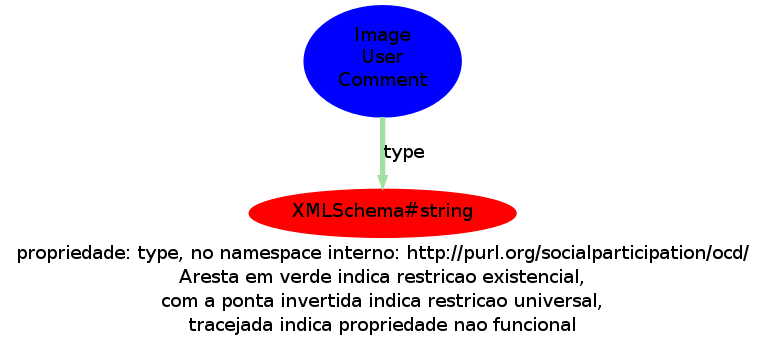 Image
User
Comment
type
XMLSchema#string
propriedade: type, no namespace interno: http://purl.org/socialparticipation/ocd/
Aresta em verde indica restricao existencial,
com a ponta invertida indica restricao universal,
tracejada indica propriedade nao funcional